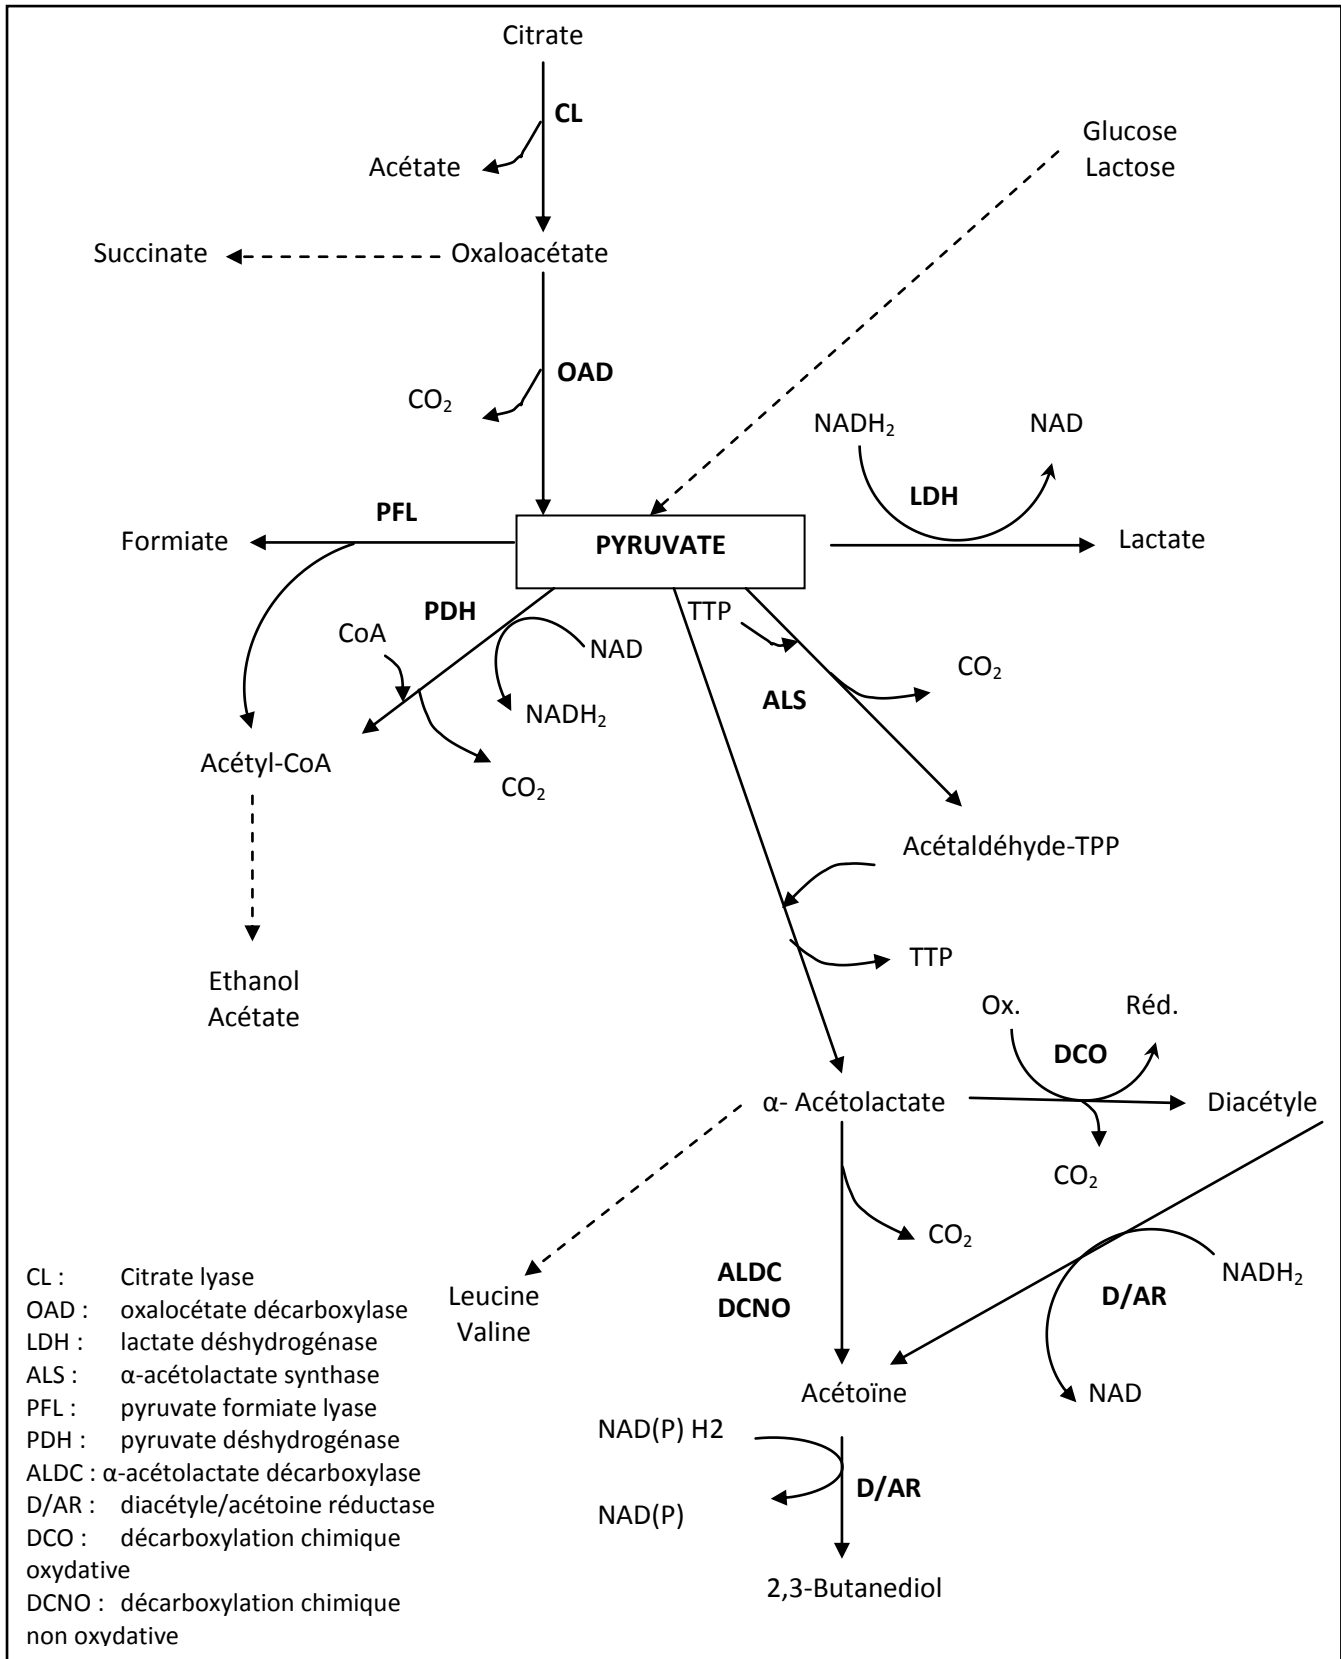 Citrate
CL
Glucose
Lactose
Acétate
Succinate
Oxaloacétate
OAD
CO2
NADH2
NAD
LDH
PFL
Formiate
PYRUVATE
Lactate
PDH
TTP
CoA
NAD
CO2
ALS
NADH2
Acétyl-CoA
CO2
Acétaldéhyde-TPP
TTP
Ethanol
Acétate
Ox.
Réd.
DCO
α- Acétolactate
Diacétyle
CO2
CO2
ALDC
DCNO
NADH2
D/AR
Leucine
Valine
Acétoïne
NAD
NAD(P) H2
D/AR
NAD(P)
2,3-Butanediol
CL : Citrate lyase
OAD : oxalocétate décarboxylase
LDH : lactate déshydrogénase
ALS : α-acétolactate synthase
PFL : pyruvate formiate lyase
PDH : pyruvate déshydrogénase
ALDC : α-acétolactate décarboxylase
D/AR : diacétyle/acétoine réductase
DCO : décarboxylation chimique
oxydative
DCNO : décarboxylation chimique
non oxydative